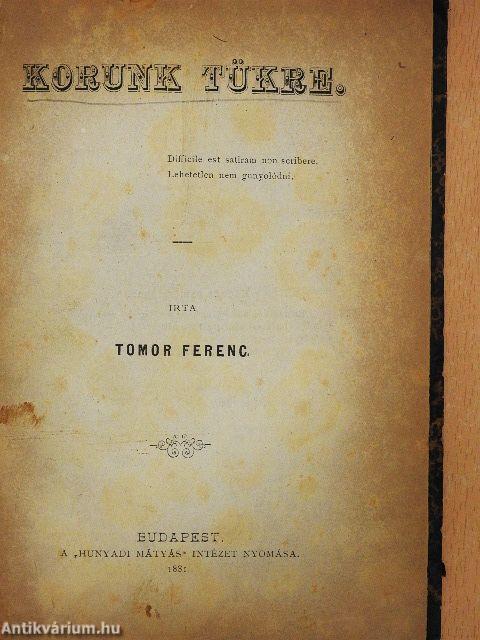 KORUNK TÜKRE.
Difficile est satiram non scribere.
Lehetetlen nem gunyolódni.
IRTA
TOMOR FERENC.
BUDAPEST.
A „HUNYADI MÁTYÁS“ INTÉZET NYOMÁSA.
1881
Antikvárium.hu